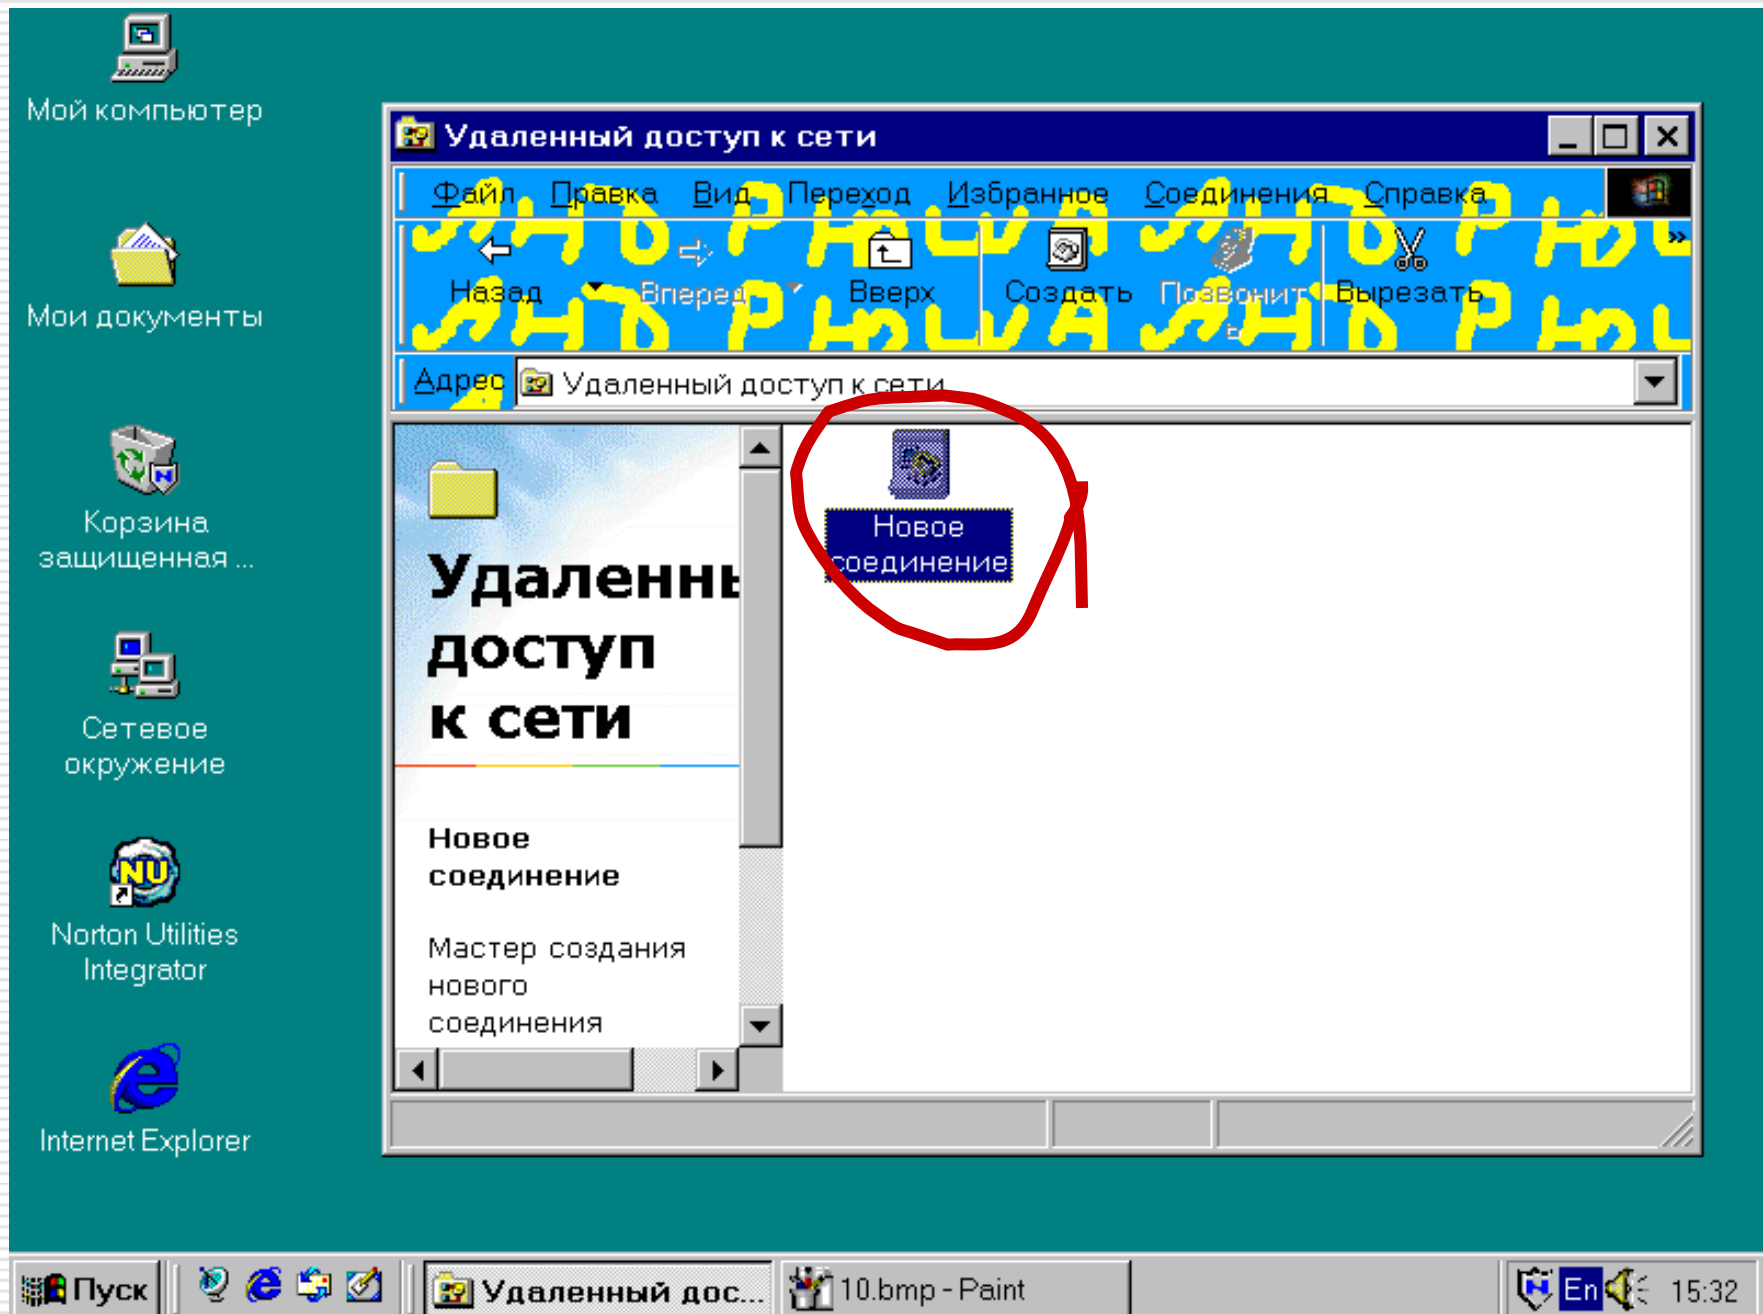 Мой компьютер
Мои документы
Корзина
защищенная ...
Сетевое
окружение
Norton Utilities
Integrator
Internet Explorer
Удаленный доступ к сети
Файл Правка Вид Переход Избранное Соединения Справка
Назад Вперед Вверх Создать Позвонить Вырезать
Адрес Удаленный доступ к сети
Новое
соединение
Удаленны
доступ
к сети
Новое
соединение
Мастер создания
нового
соединения
Пуск
Удаленный дос...
10.bmp - Paint
En
15:32